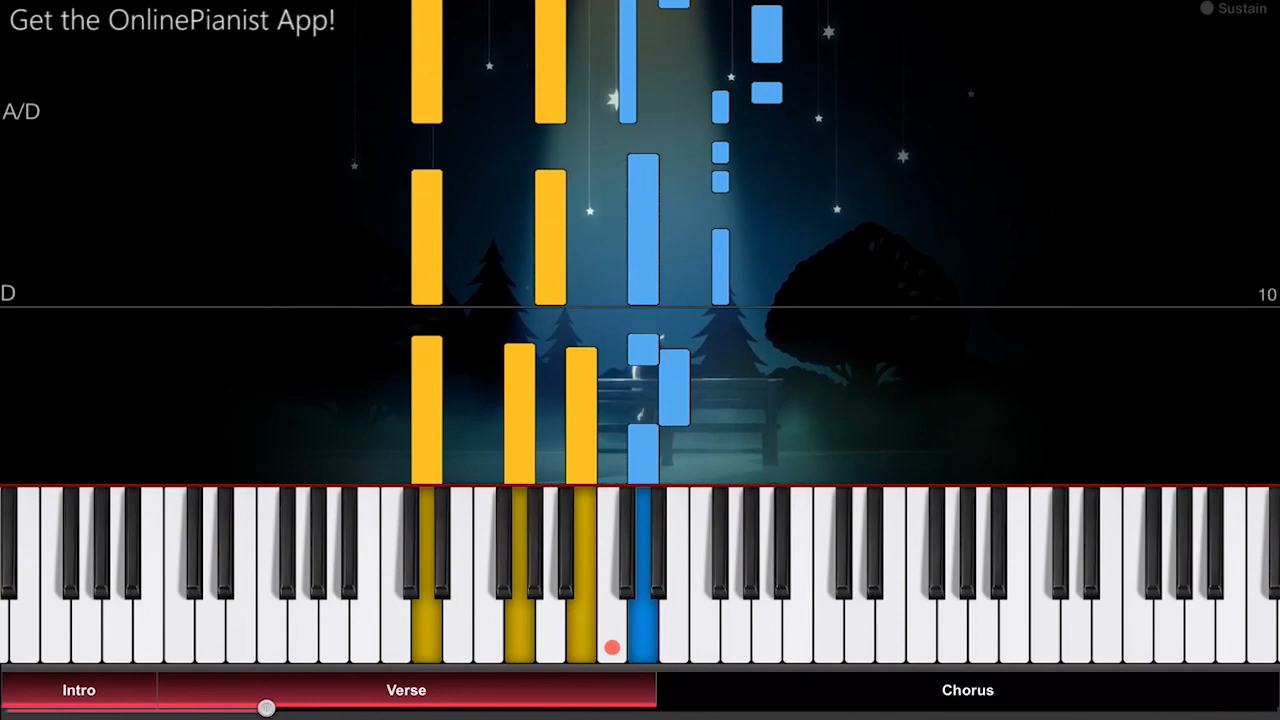 Get the OnlinePianist App!
Sustain
A/D
D
10
Intro
Verse
Chorus